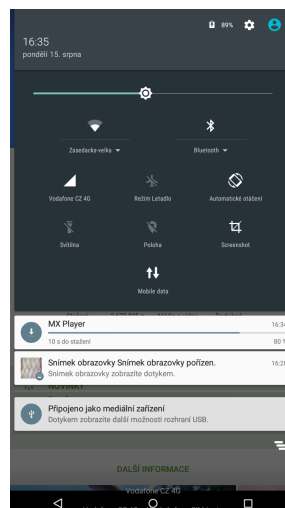 89%
16:35
pondělí 15. srpna
Zasedacka-velka
Bluetooth
Vodafone CZ 4G
Režim Letadlo
Automatické otáčení
Svítilna
Poloha
Screenshot
Mobile data
MX Player
16:34
10 s do stažení
80 %
Snímek obrazovky Snímek obrazovky pořízen.
16:28
Snímek obrazovky zobrazíte dotykem.
NOVINKY
Připojeno jako mediální zařízení
Dotykem zobrazíte další možnosti rozhraní USB.
DALŠÍ INFORMACE
Vodafone CZ 4G